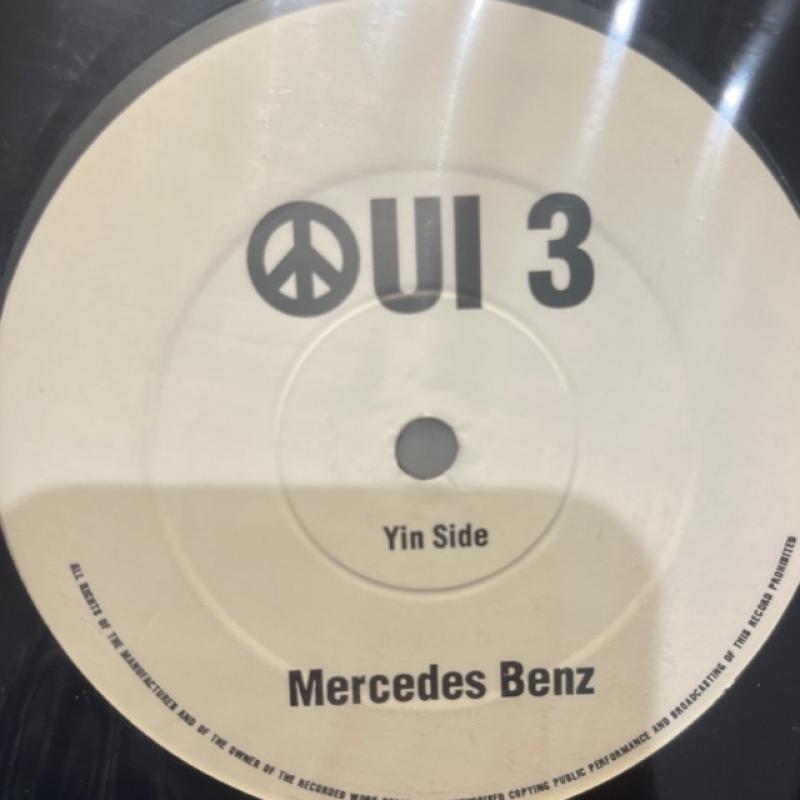 ☮UI 3
Yin Side
Mercedes Benz
ALL RIGHTS OF THE MANUFACTURER AND OF THE OWNER OF THE RECORDED WORK COPYING PUBLIC PERFORMANCE AND BROADCASTING OF THIS RECORD PROHIBITED